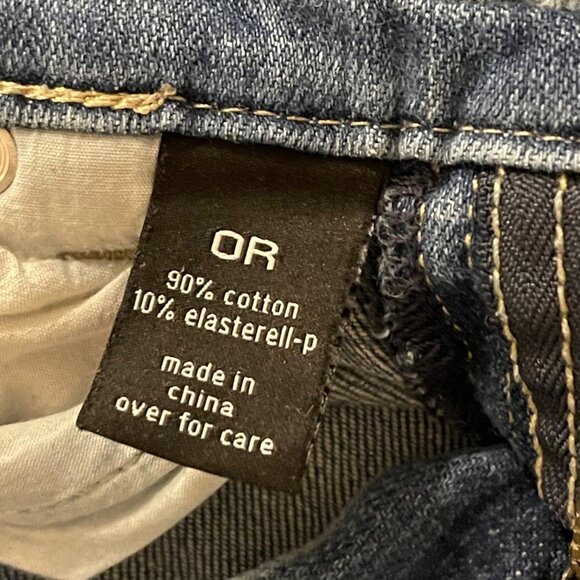 OR
90% cotton
10% elasterell-p
made in
china
over for care